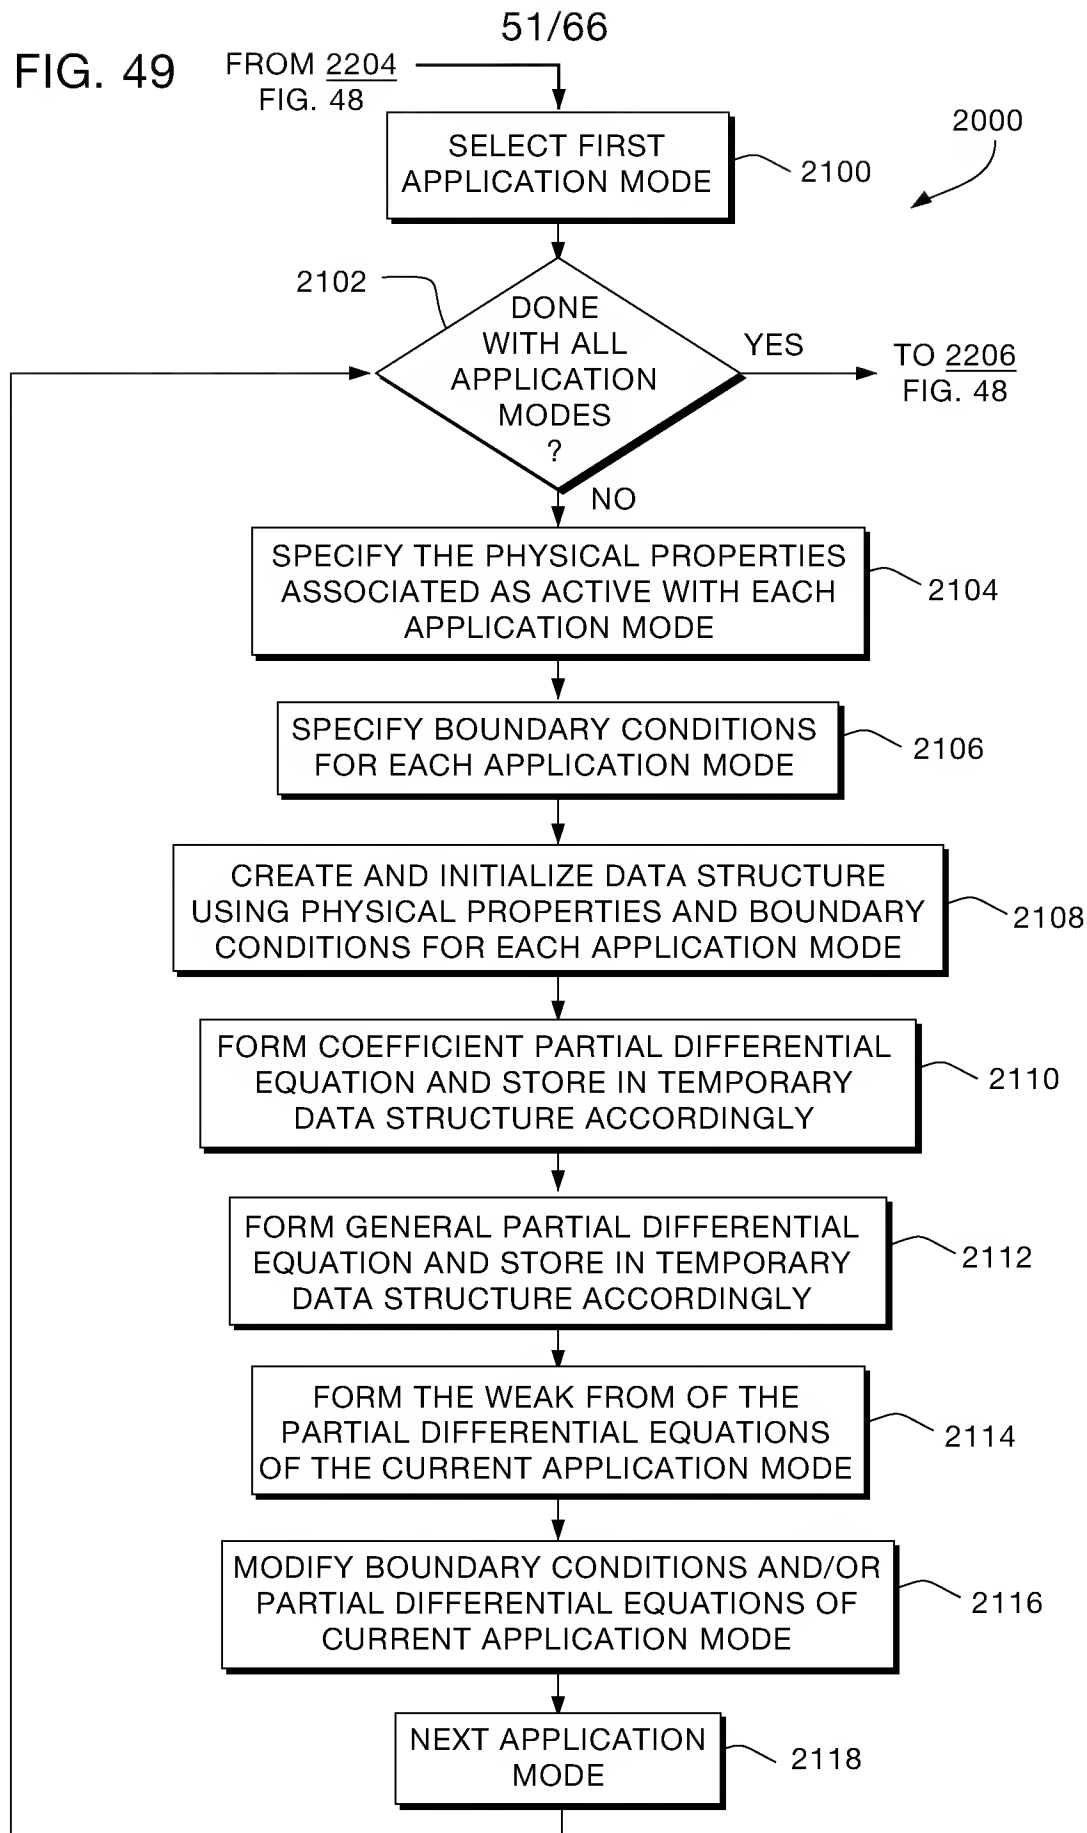 51/66
FIG. 49
FROM 2204
FIG. 48
2000
SELECT FIRST
APPLICATION MODE
2100
2102
DONE
WITH ALL
APPLICATION
MODES
?
YES
TO 2206
FIG. 48
NO
SPECIFY THE PHYSICAL PROPERTIES
ASSOCIATED AS ACTIVE WITH EACH
APPLICATION MODE
2104
SPECIFY BOUNDARY CONDITIONS
FOR EACH APPLICATION MODE
2106
CREATE AND INITIALIZE DATA STRUCTURE
USING PHYSICAL PROPERTIES AND BOUNDARY
CONDITIONS FOR EACH APPLICATION MODE
2108
FORM COEFFICIENT PARTIAL DIFFERENTIAL
EQUATION AND STORE IN TEMPORARY
DATA STRUCTURE ACCORDINGLY
2110
FORM GENERAL PARTIAL DIFFERENTIAL
EQUATION AND STORE IN TEMPORARY
DATA STRUCTURE ACCORDINGLY
2112
FORM THE WEAK FROM OF THE
PARTIAL DIFFERENTIAL EQUATIONS
OF THE CURRENT APPLICATION MODE
2114
MODIFY BOUNDARY CONDITIONS AND/OR
PARTIAL DIFFERENTIAL EQUATIONS OF
CURRENT APPLICATION MODE
2116
NEXT APPLICATION
MODE
2118